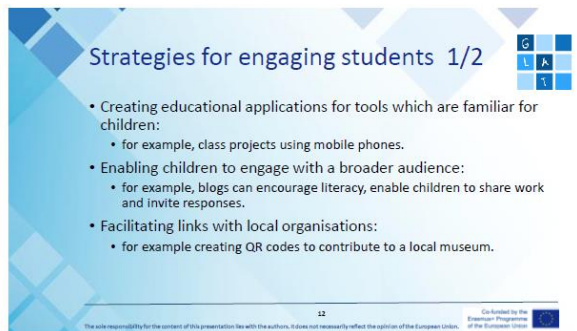 Strategies for engaging students 1/2
G
L A
T
• Creating educational applications for tools which are familiar for
children:
• for example, class projects using mobile phones.
• Enabling children to engage with a broader audience:
• for example, blogs can encourage literacy, enable children to share work
and invite responses.
• Facilitating links with local organisations:
• for example creating QR codes to contribute to a local museum.
12
The sole responsibility for the content of this presentation lies with the authors. It does not necessarily reflect the opinion of the European Union.
Co-funded by the
Erasmus+ Programme
of the European Union